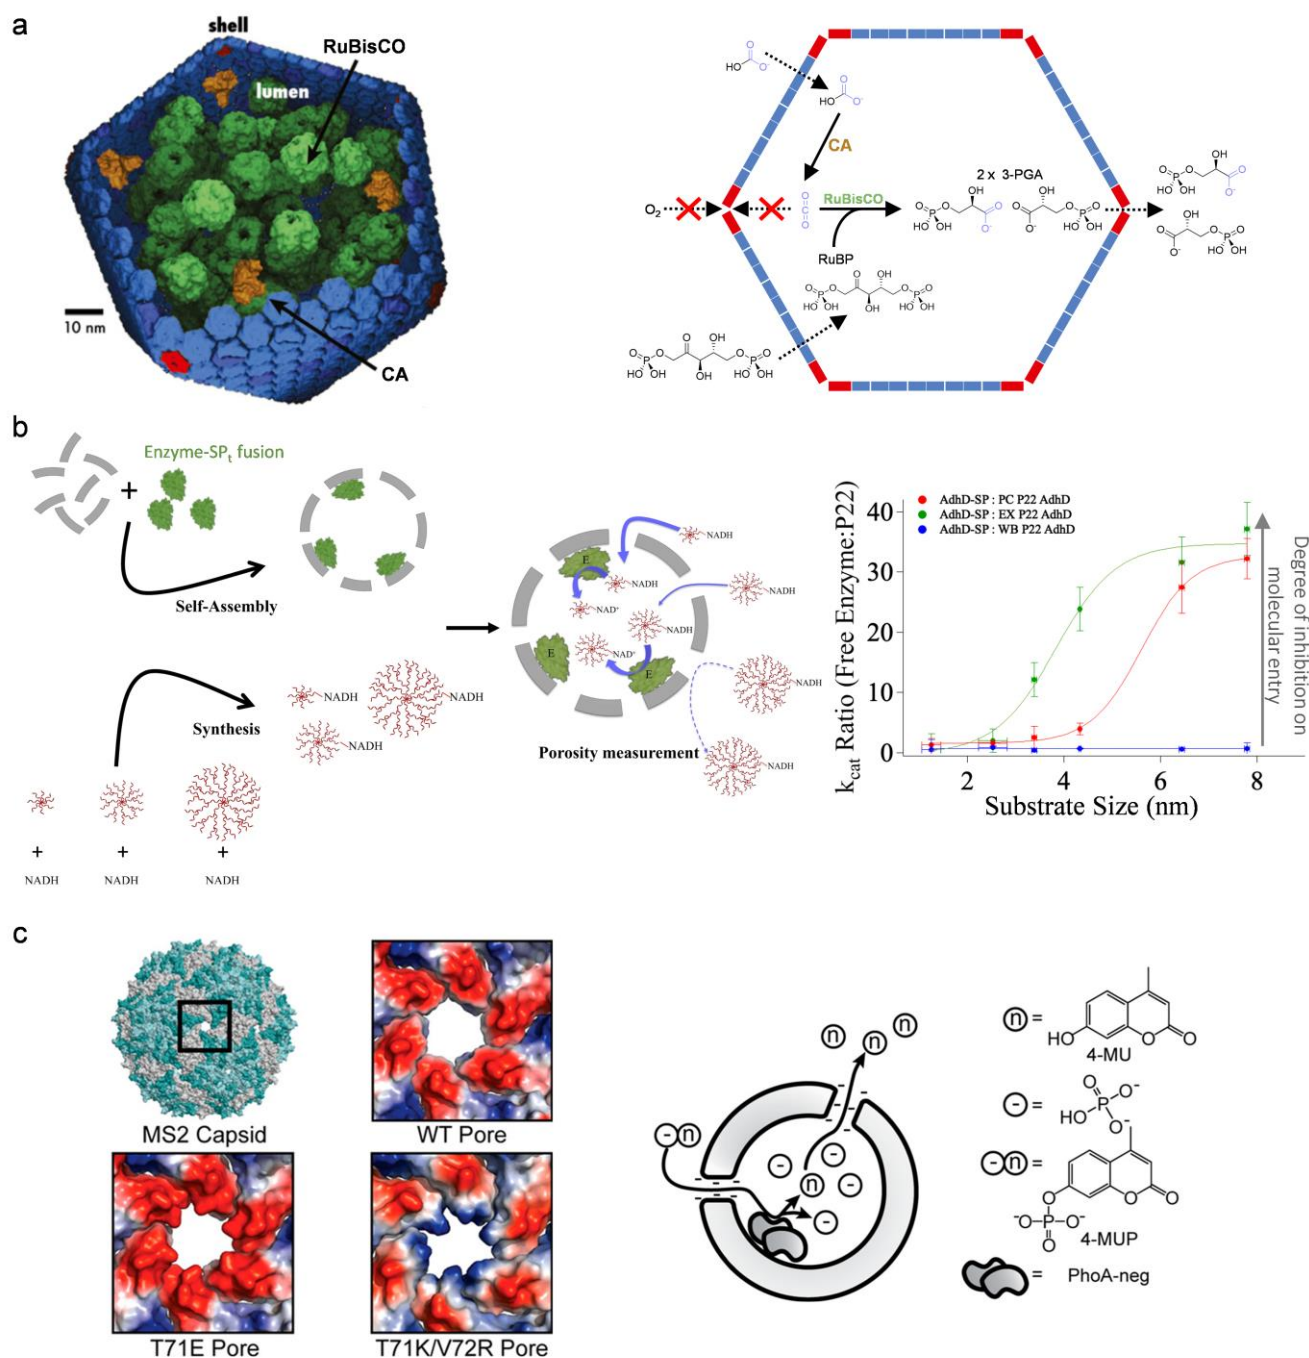 a
shell
RuBisCO
lumen
10 nm
CA
HO
O
O⁻
HO
O
O⁻
CA
O₂
O=C=O
RuBisCO
RuBP
2 x 3-PGA
b
Enzyme-SPt fusion
+
Self-Assembly
Synthesis
NADH
NADH
NADH
+
+
+
NADH
NADH
NADH
E
E
E
NADH
NADH
NAD⁺
NADH
NADH
NAD⁺
NADH
NADH
Porosity measurement
AdhD-SP : PC P22 AdhD
AdhD-SP : EX P22 AdhD
AdhD-SP : WB P22 AdhD
kcat Ratio (Free Enzyme:P22)
40
30
20
10
0
2 4 6 8
Substrate Size (nm)
Degree of inhibition on
molecular entry
c
MS2 Capsid
WT Pore
T71E Pore
T71K/V72R Pore
n =
4-MU
- =
-n =
4-MUP
= PhoA-neg